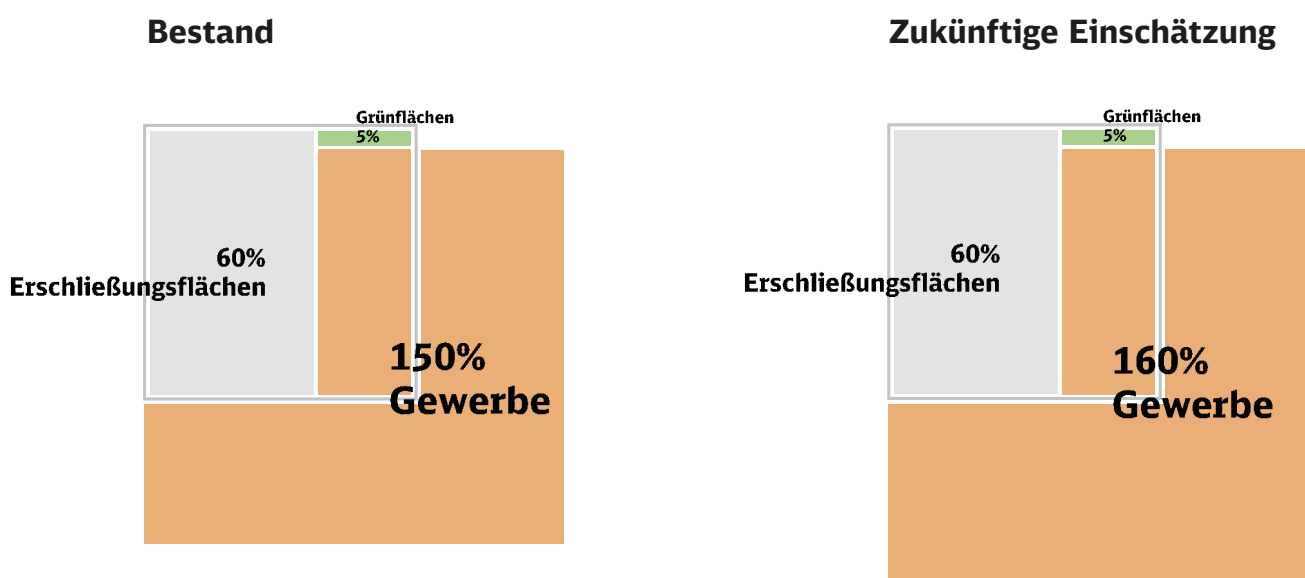 Bestand
Grünflächen
5%
60%
Erschließungsflächen
150%
Gewerbe
Zukünftige Einschätzung
Grünflächen
5%
60%
Erschließungsflächen
160%
Gewerbe